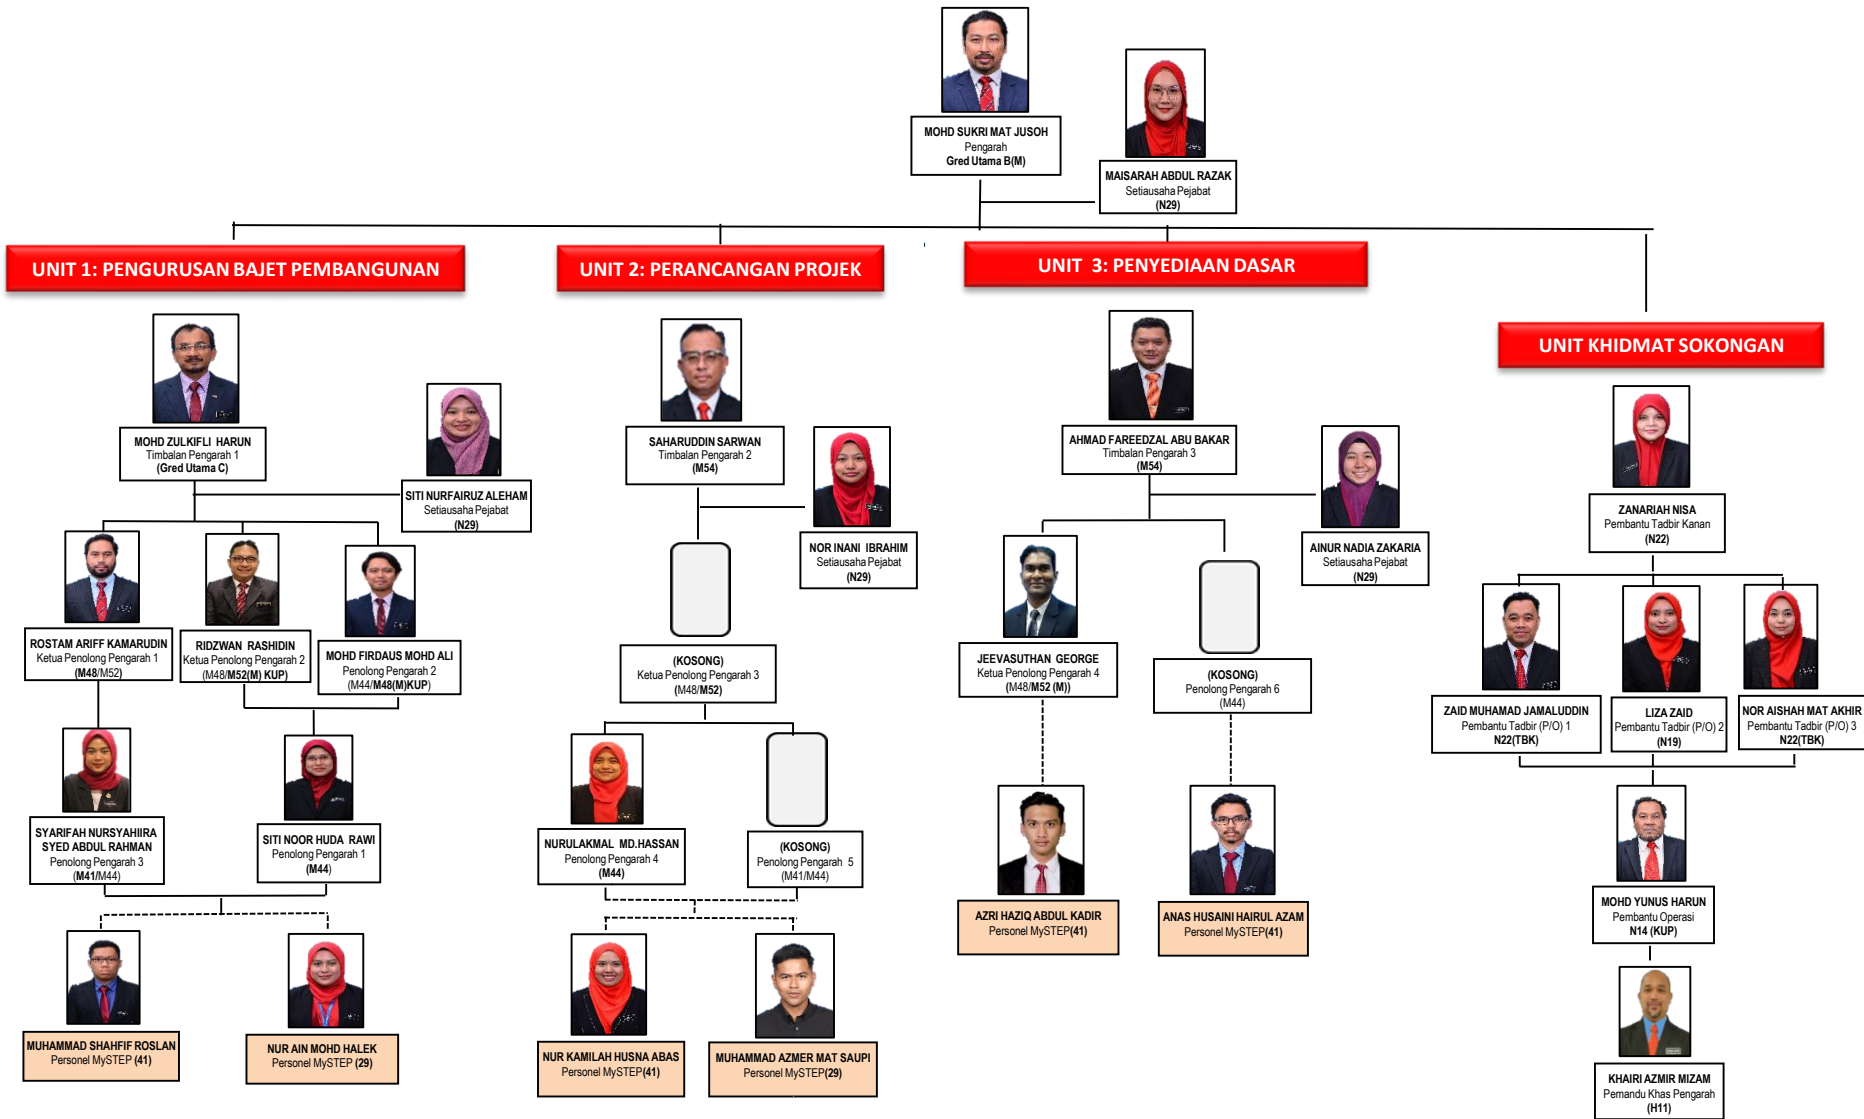 MOHD SUKRI MAT JUSOH
Pengarah
Gred Utama B(M)
MAISARAH ABDUL RAZAK
Setiausaha Pejabat
(N29)
UNIT 1: PENGURUSAN BAJET PEMBANGUNAN
MOHD ZULKIFLI HARUN
Timbalan Pengarah 1
(Gred Utama C)
SITI NURFAIRUZ ALEHAM
Setiausaha Pejabat
(N29)
ROSTAM ARIFF KAMARUDIN
Ketua Penolong Pengarah 1
(M48/M52)
RIDZWAN RASHIDIN
Ketua Penolong Pengarah 2
(M48/M52(M) KUP)
MOHD FIRDAUS MOHD ALI
Penolong Pengarah 2
(M44/M48(M)KUP)
SYARIFAH NURSYAHIIRA
SYED ABDUL RAHMAN
Penolong Pengarah 3
(M41/M44)
SITI NOOR HUDA RAWI
Penolong Pengarah 1
(M44)
MUHAMMAD SHAHFIF ROSLAN
Personel MySTEP (41)
NUR AIN MOHD HALEK
Personel MySTEP (29)
UNIT 2: PERANCANGAN PROJEK
SAHARUDDIN SARWAN
Timbalan Pengarah 2
(M54)
NOR INANI IBRAHIM
Setiausaha Pejabat
(N29)
(KOSONG)
Ketua Penolong Pengarah 3
(M48/M52)
NURULAKMAL MD.HASSAN
Penolong Pengarah 4
(M44)
(KOSONG)
Penolong Pengarah 5
(M41/M44)
NUR KAMILAH HUSNA ABAS
Personel MySTEP(41)
MUHAMMAD AZMER MAT SAUPI
Personel MySTEP(29)
UNIT 3: PENYEDIAAN DASAR
AHMAD FAREEDZAL ABU BAKAR
Timbalan Pengarah 3
(M54)
AINUR NADIA ZAKARIA
Setiausaha Pejabat
(N29)
JEEVASUTHAN GEORGE
Ketua Penolong Pengarah 4
(M48/M52 (M))
(KOSONG)
Penolong Pengarah 6
(M44)
AZRI HAZIQ ABDUL KADIR
Personel MySTEP(41)
ANAS HUSAINI HAIRUL AZAM
Personel MySTEP(41)
UNIT KHIDMAT SOKONGAN
ZANARIAH NISA
Pembantu Tadbir Kanan
(N22)
ZAID MUHAMAD JAMALUDDIN
Pembantu Tadbir (P/O) 1
N22(TBK)
LIZA ZAID
Pembantu Tadbir (P/O) 2
(N19)
NOR AISHAH MAT AKHIR
Pembantu Tadbir (P/O) 3
N22(TBK)
MOHD YUNUS HARUN
Pembantu Operasi
N14 (KUP)
KHAIRI AZMIR MIZAM
Pemandu Khas Pengarah
(H11)